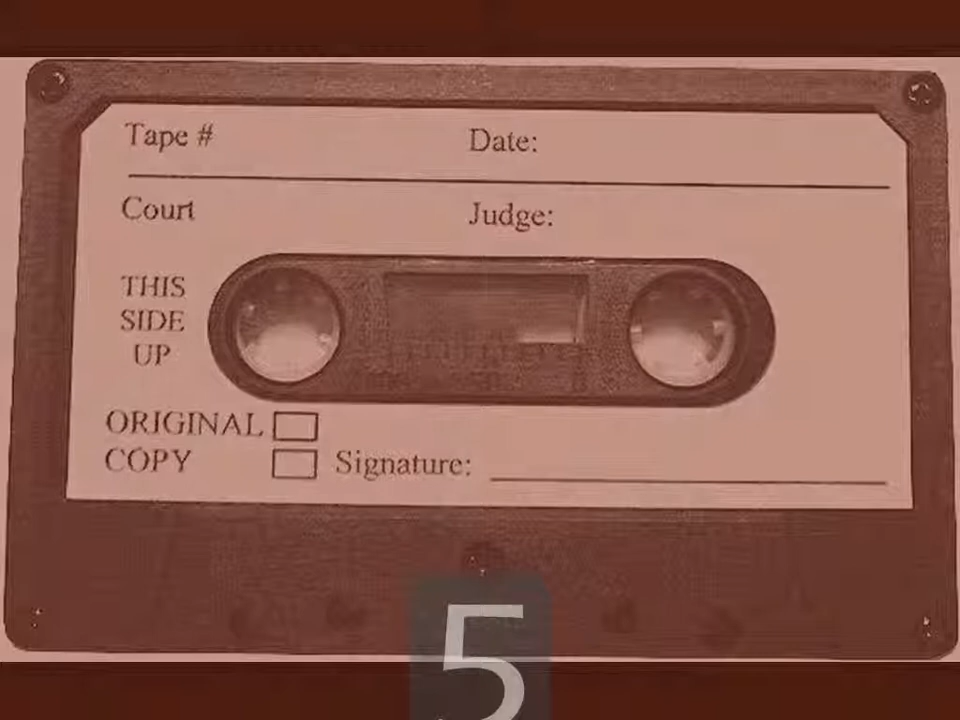 Tape # Date:
Court Judge:
THIS
SIDE
UP
ORIGINAL
COPY Signature:
5